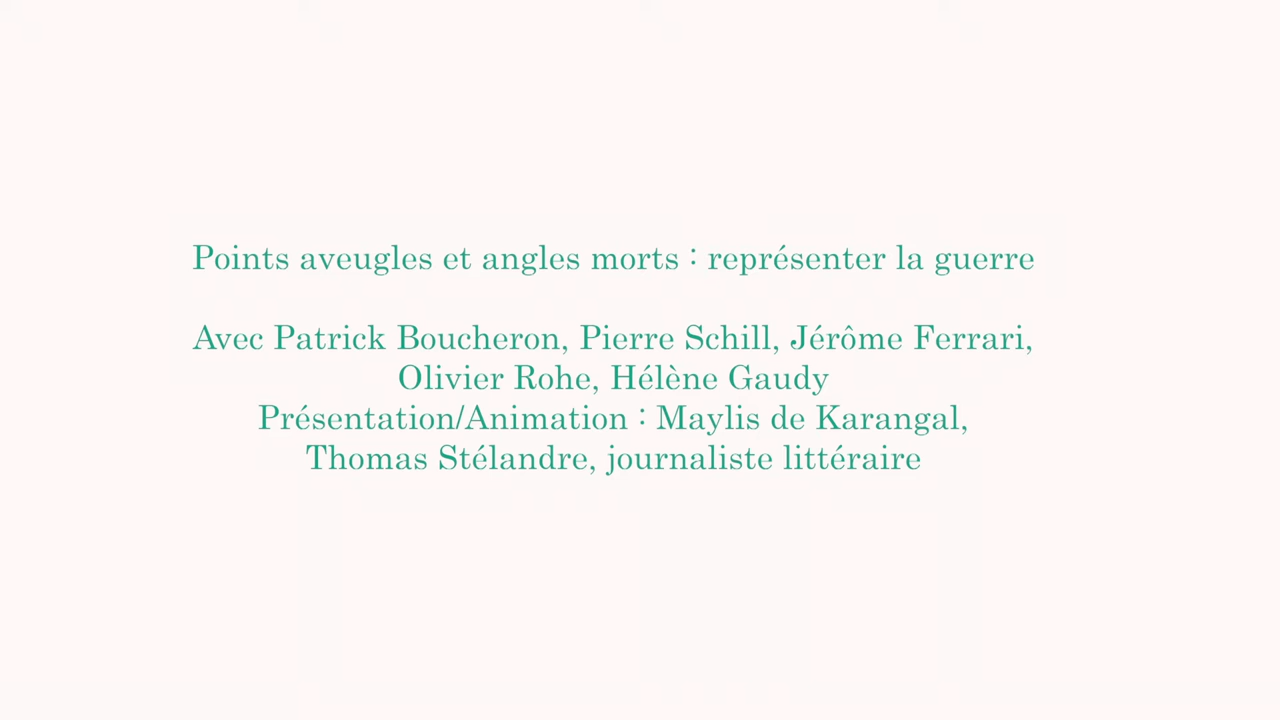 Points aveugles et angles morts : représenter la guerre
Avec Patrick Boucheron, Pierre Schill, Jérôme Ferrari,
Olivier Rohe, Hélène Gaudy
Présentation/Animation : Maylis de Karangal,
Thomas Stélandre, journaliste littéraire